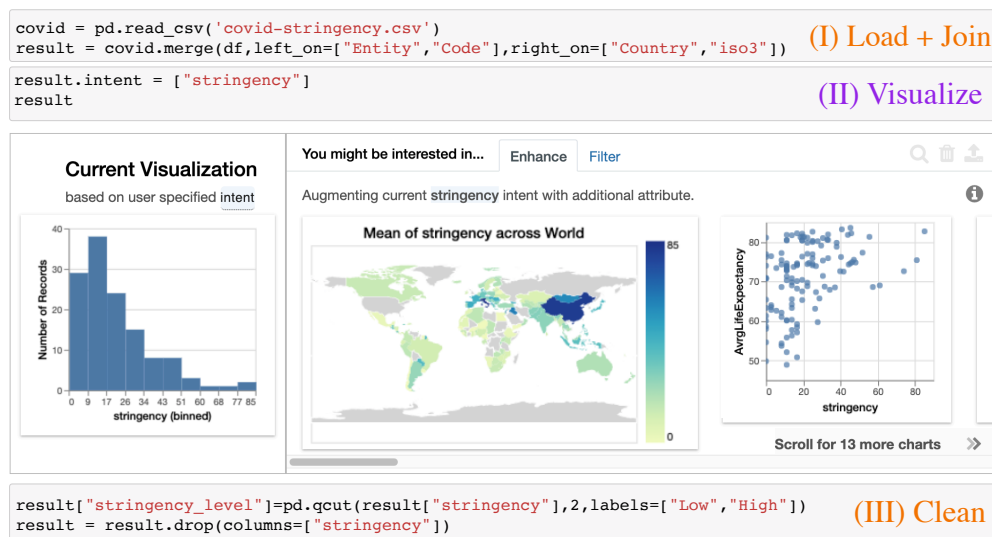 covid = pd.read_csv('covid-stringency.csv')
result = covid.merge(df,left_on=["Entity","Code"],right_on=["Country","iso3"])
(I) Load + Join
result.intent = ["stringency"]
result
(II) Visualize
Current Visualization
based on user specified intent
40
30
20
10
0
Number of Records
0 9 17 26 34 43 51 60 68 77 85
stringency (binned)
You might be interested in... Enhance Filter
Augmenting current stringency intent with additional attribute.
Mean of stringency across World
85
0
80
70
60
50
AvrgLifeExpectancy
0 20 40 60 80
stringency
Scroll for 13 more charts
result["stringency_level"]=pd.qcut(result["stringency"],2,labels=["Low","High"])
result = result.drop(columns=["stringency"])
(III) Clean